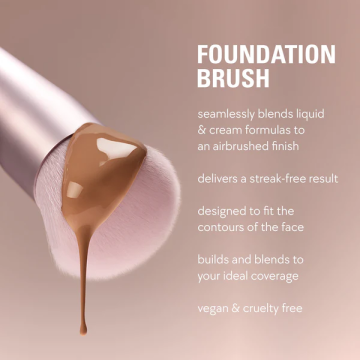 FOUNDATION
BRUSH
seamlessly blends liquid
& cream formulas to
an airbrushed finish
delivers a streak-free result
designed to fit the
contours of the face
builds and blends to
your ideal coverage
vegan & cruelty free